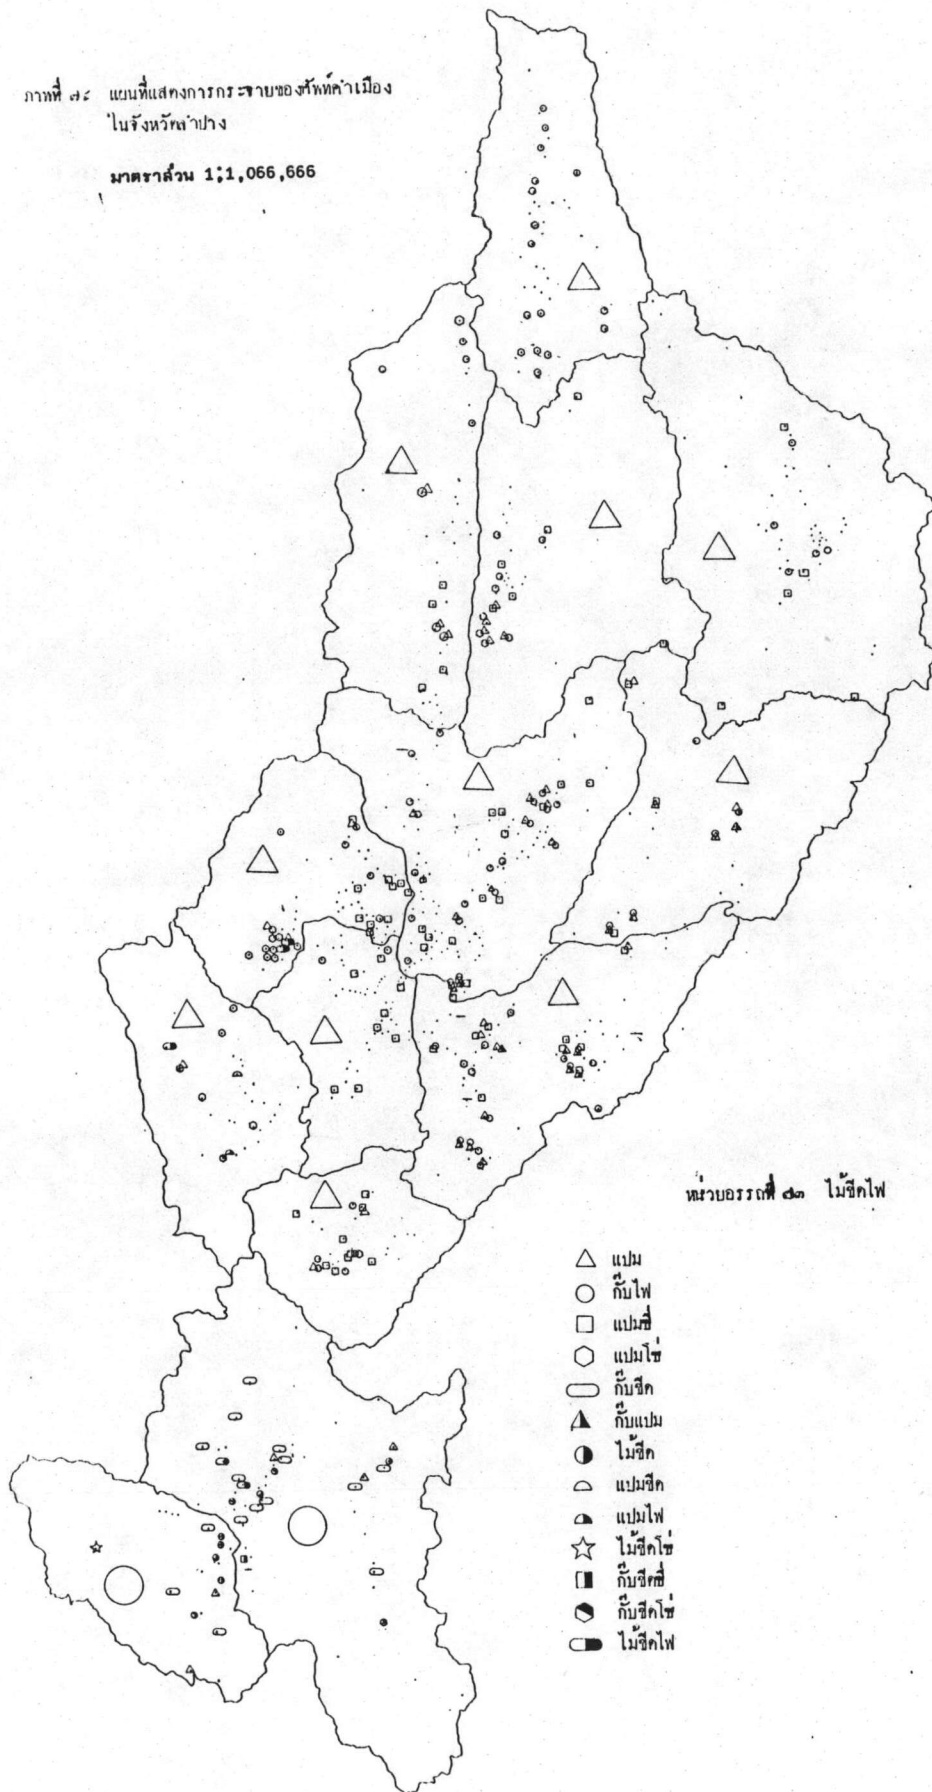 ภาพที่ ๗๘ แผนที่แสดงการกระจายของศัพท์คำเมือง
ในจังหวัดลำปาง
มาตราส่วน 1:1,066,666
หน่วยอรรถที่ ๘๓ ไม้ขีดไฟ
แปม
กั๊บไฟ
แปมซี่
แปมโซ่
กั๊บขีด
กั๊บแปม
ไม้ขีด
แปมขีด
แปมไฟ
ไม้ขีดโซ่
กั๊บขีดซี่
กั๊บขีดโซ่
ไม้ขีดไฟ